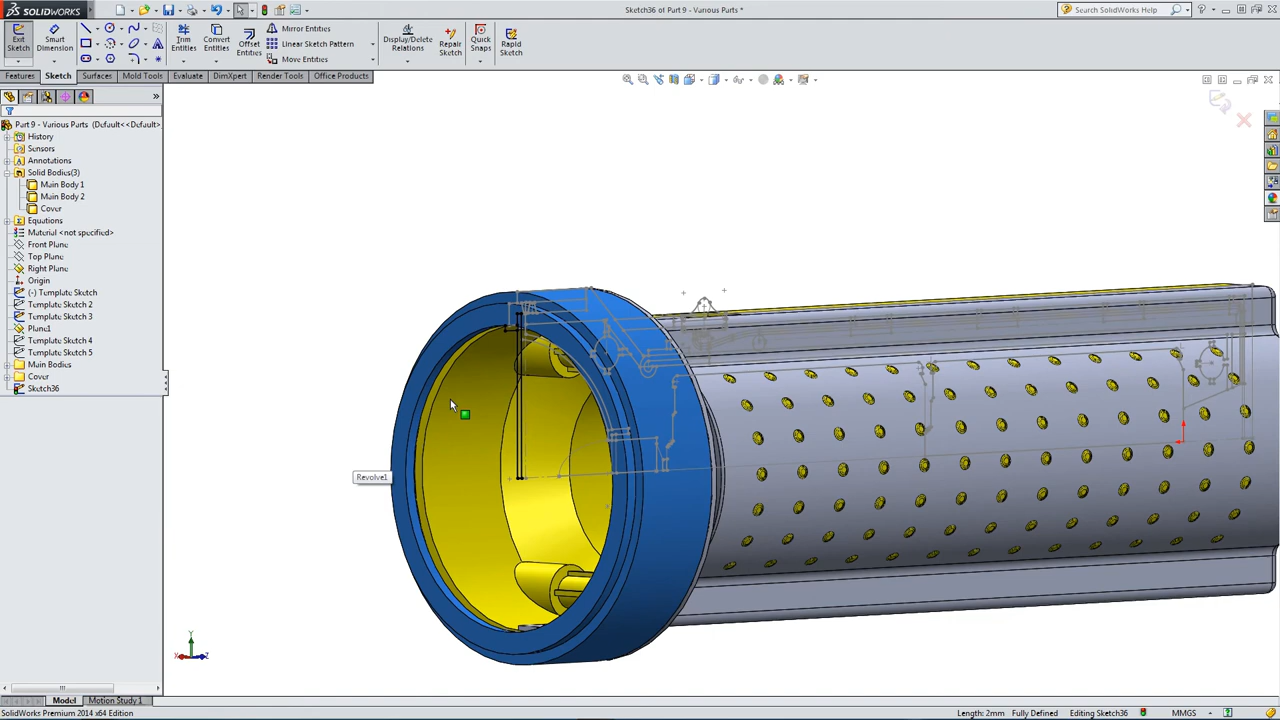 SOLIDWORKS
Sketch36 of Part 9 - Various Parts *
Search SolidWorks Help
Exit Sketch
Smart Dimension
Trim Entities
Convert Entities
Offset Entities
Mirror Entities
Linear Sketch Pattern
Move Entities
Display/Delete Relations
Repair Sketch
Quick Snaps
Rapid Sketch
Features
Sketch
Surfaces
Mold Tools
Evaluate
DimXpert
Render Tools
Office Products
Part 9 - Various Parts (Default<<Default>
History
Sensors
Annotations
Solid Bodies(3)
Main Body 1
Main Body 2
Cover
Equations
Material <not specified>
Front Plane
Top Plane
Right Plane
Origin
(-) Template Sketch
Template Sketch 2
Template Sketch 3
Plane1
Template Sketch 4
Template Sketch 5
Main Bodies
Cover
Sketch36
Revolve1
Y
X
Z
Model
Motion Study 1
SolidWorks Premium 2014 x64 Edition
Length: 2mm
Fully Defined
Editing Sketch36
MMGS